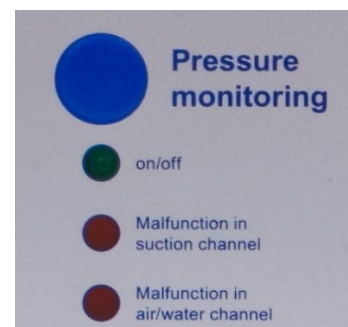 Pressure
monitoring
on/off
Malfunction in
suction channel
Malfunction in
air/water channel